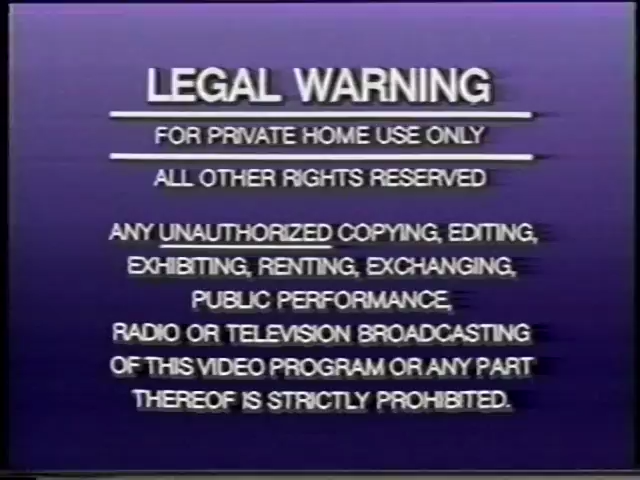 LEGAL WARNING
FOR PRIVATE HOME USE ONLY
ALL OTHER RIGHTS RESERVED
ANY UNAUTHORIZED COPYING, EDITING,
EXHIBITING, RENTING, EXCHANGING,
PUBLIC PERFORMANCE,
RADIO OR TELEVISION BROADCASTING
OF THIS VIDEO PROGRAM OR ANY PART
THEREOF IS STRICTLY PROHIBITED.